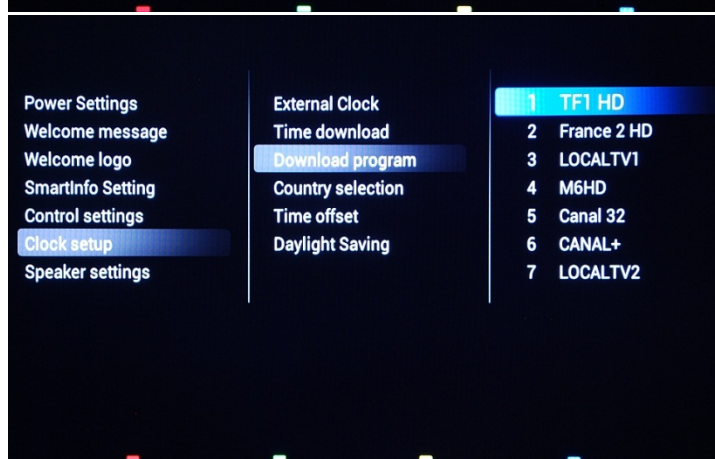 Power Settings
Welcome message
Welcome logo
SmartInfo Setting
Control settings
Clock setup
Speaker settings
External Clock
Time download
Download program
Country selection
Time offset
Daylight Saving
1 TF1 HD
2 France 2 HD
3 LOCALTV1
4 M6HD
5 Canal 32
6 CANAL+
7 LOCALTV2